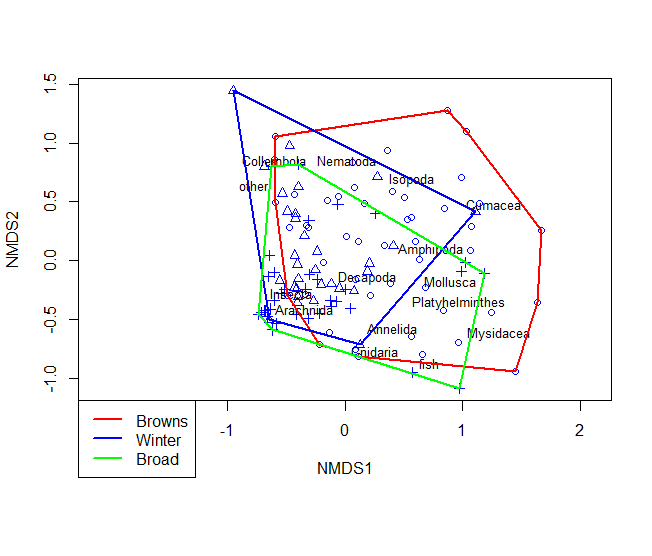 1.5
1.0
0.5
0.0
-0.5
-1.0
NMDS2
Collembola
Nematoda
other
Isopoda
Cumacea
Amphipoda
Decapoda
Mollusca
Insecta
Platyhelminthes
Arachnida
Annelida
Mysidacea
Cnidaria
fish
-1
0
1
2
NMDS1
Browns
Winter
Broad